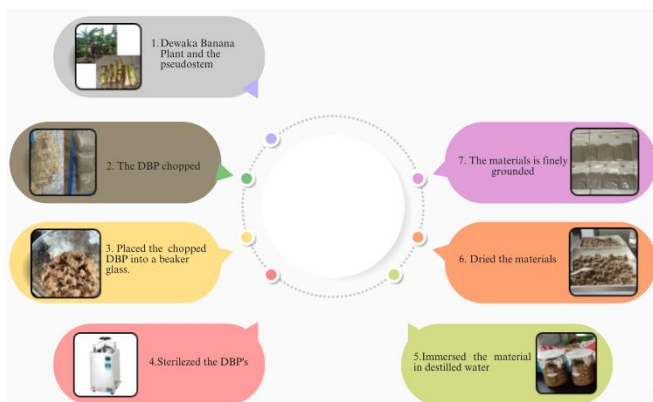 1. Dewaka Banana
Plant and the
pseudostem
2. The DBP chopped
3. Placed the chopped
DBP into a beaker
glass.
4.Sterilezed the DBP's
5.Immersed the material
in destilled water
6. Dried the materials
7. The materials is finely
grounded